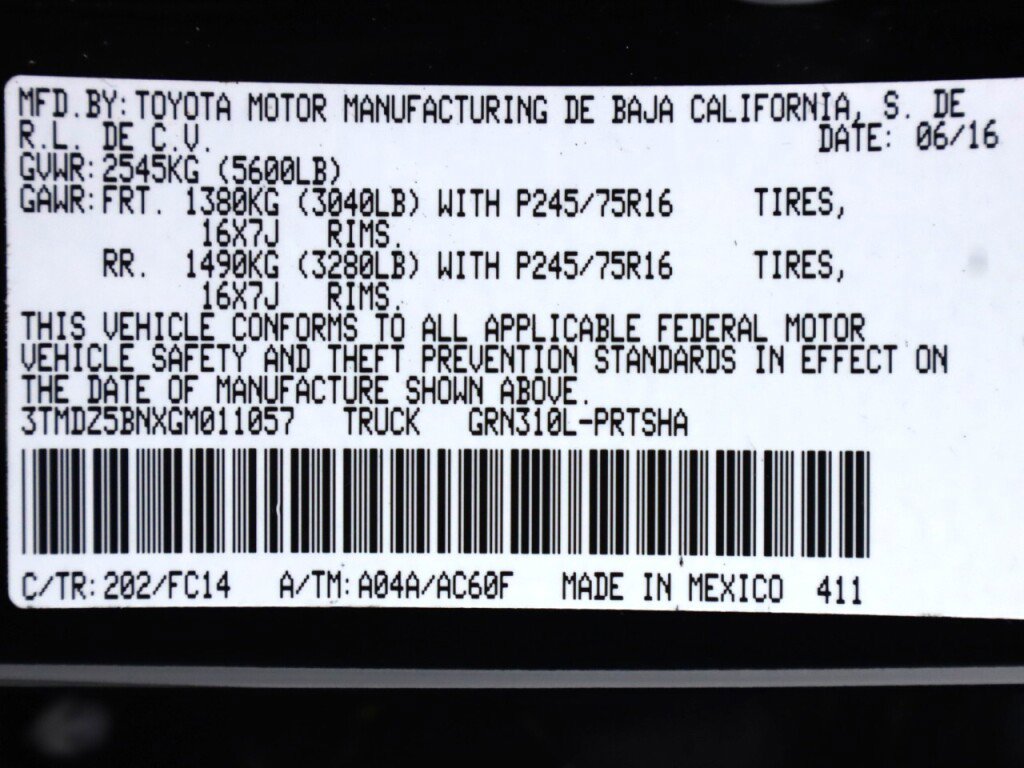 MFD.BY: TOYOTA MOTOR MANUFACTURING DE BAJA CALIFORNIA, S. DE
R.L. DE C.V. DATE: 06/16
GVWR: 2545KG (5600LB)
GAWR: FRT. 1380KG (3040LB) WITH P245/75R16 TIRES,
16X7J RIMS.
RR. 1490KG (3280LB) WITH P245/75R16 TIRES,
16X7J RIMS.
THIS VEHICLE CONFORMS TO ALL APPLICABLE FEDERAL MOTOR
VEHICLE SAFETY AND THEFT PREVENTION STANDARDS IN EFFECT ON
THE DATE OF MANUFACTURE SHOWN ABOVE.
3TMDZ5BNXGM011057 TRUCK GRN310L-PRTSHA
C/TR: 202/FC14 A/TM: A04A/AC60F MADE IN MEXICO 411